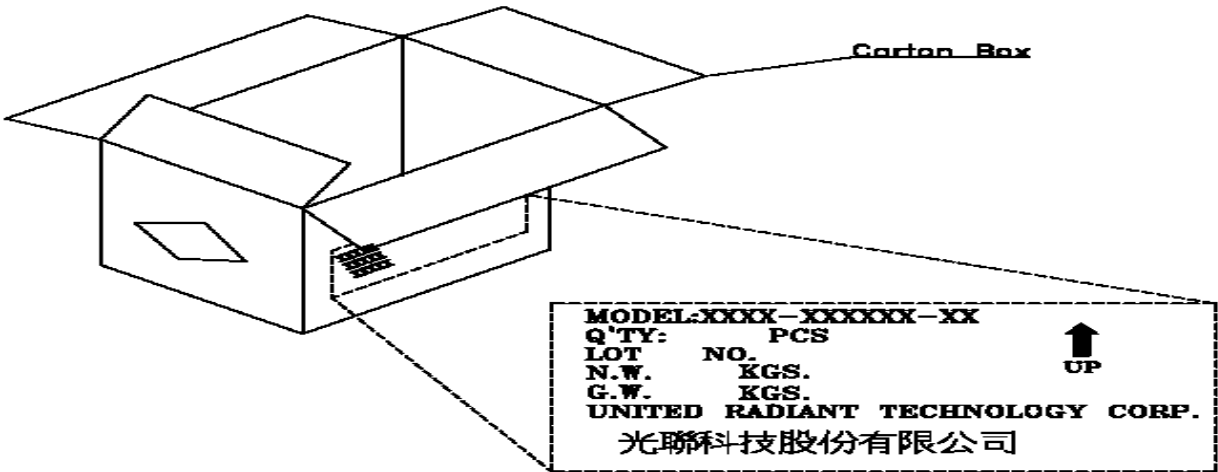 Carton Box
MODEL:XXXX-XXXXXX-XX
Q'TY: PCS
LOT NO.
N.W. KGS.
G.W. KGS.
UP
UNITED RADIANT TECHNOLOGY CORP.
光聯科技股份有限公司